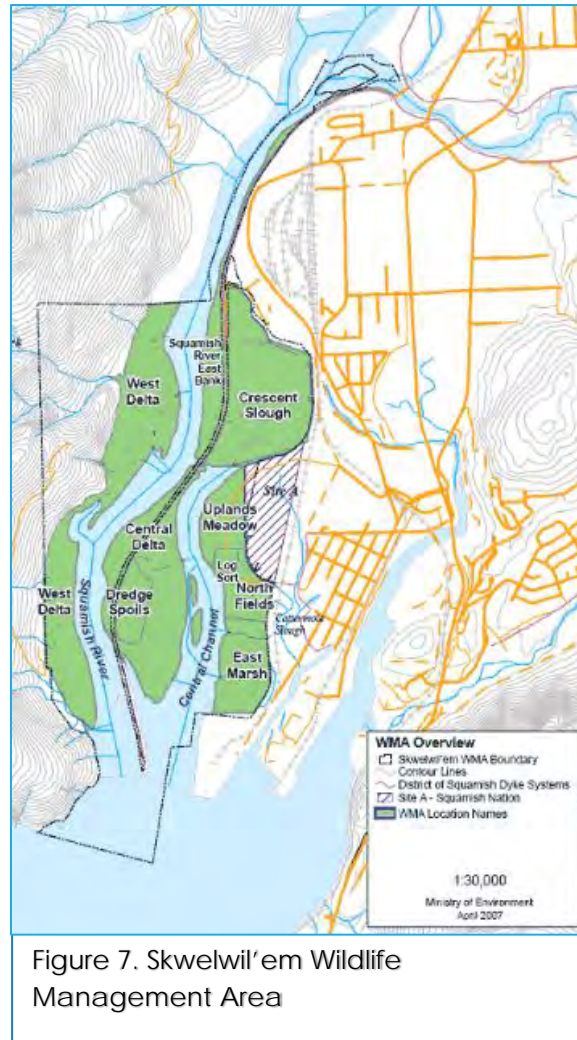 West
Delta
Squamish
River
East
Bank
Crescent
Slough
Site A
Uplands
Meadow
Central
Delta
Log
Sort
West
Delta
Squamish River
Dredge
Spoils
North
Fields
Central Channel
Slough
East
Marsh
WMA Overview
Skwelwil'em WMA Boundary
Contour Lines
District of Squamish Dyke Systems
Site A - Squamish Nation
WMA Location Names
1:30,000
Ministry of Environment
April 2007
Figure 7. Skwelwil'em Wildlife
Management Area